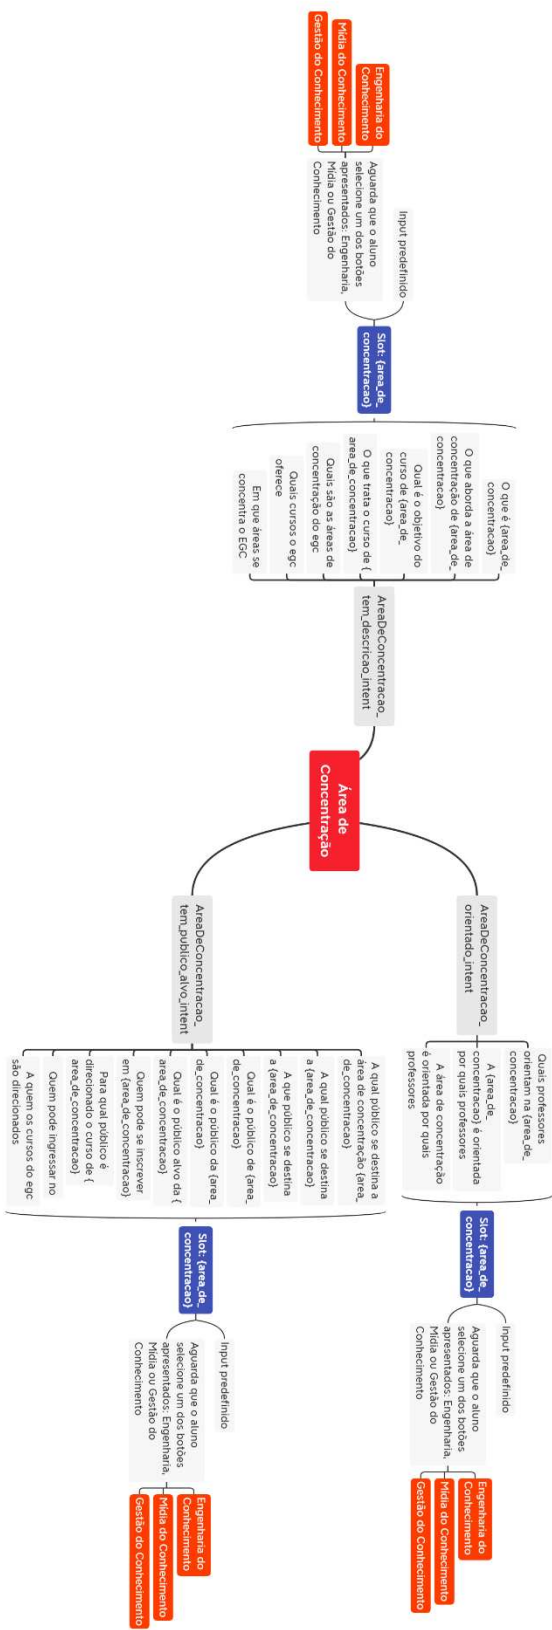 Área de
Concentração
AreaDeConcentracao_
tem_descricao_intent
O que é {area_de_
concentracao}
O que aborda a área de
concentração de {area_de_
concentracao}
Qual é o objetivo do
curso de {area_de_
concentracao}
O que trata o curso de {
area_de_concentracao}
Quais são as áreas de
concentração do egc
Quais cursos o egc
oferece
Em que áreas se
concentra o EGC
Slot: {area_de_
concentracao}
Input predefinido
Aguarda que o aluno
selecione um dos botões
apresentados: Engenharia,
Mídia ou Gestão do
Conhecimento
Engenharia do
Conhecimento
Mídia do Conhecimento
Gestão do Conhecimento
AreaDeConcentracao_
orientado_intent
Quais professores
orientam na {area_de_
concentracao}
A {area_de_
concentracao} é orientada
por quais professores
A área de concentração
é orientada por quais
professores
Slot: {area_de_
concentracao}
Input predefinido
Aguarda que o aluno
selecione um dos botões
apresentados: Engenharia,
Mídia ou Gestão do
Conhecimento
Engenharia do
Conhecimento
Mídia do Conhecimento
Gestão do Conhecimento
AreaDeConcentracao_
tem_publico_alvo_intent
A qual público se destina a
área de concentração {area_
de_concentracao}
A qual público se destina
a {area_de_concentracao}
A que público se destina
a {area_de_concentracao}
Qual é o público de {area_
de_concentracao}
Qual é o público da {area_
de_concentracao}
Qual é o público alvo da {
area_de_concentracao}
Quem pode se inscrever
em {area_de_concentracao}
Para qual público é
direcionado o curso de {
area_de_concentracao}
Quem pode ingressar no
A quem os cursos do egc
são direcionados
Slot: {area_de_
concentracao}
Input predefinido
Aguarda que o aluno
selecione um dos botões
apresentados: Engenharia,
Mídia ou Gestão do
Conhecimento
Engenharia do
Conhecimento
Mídia do Conhecimento
Gestão do Conhecimento